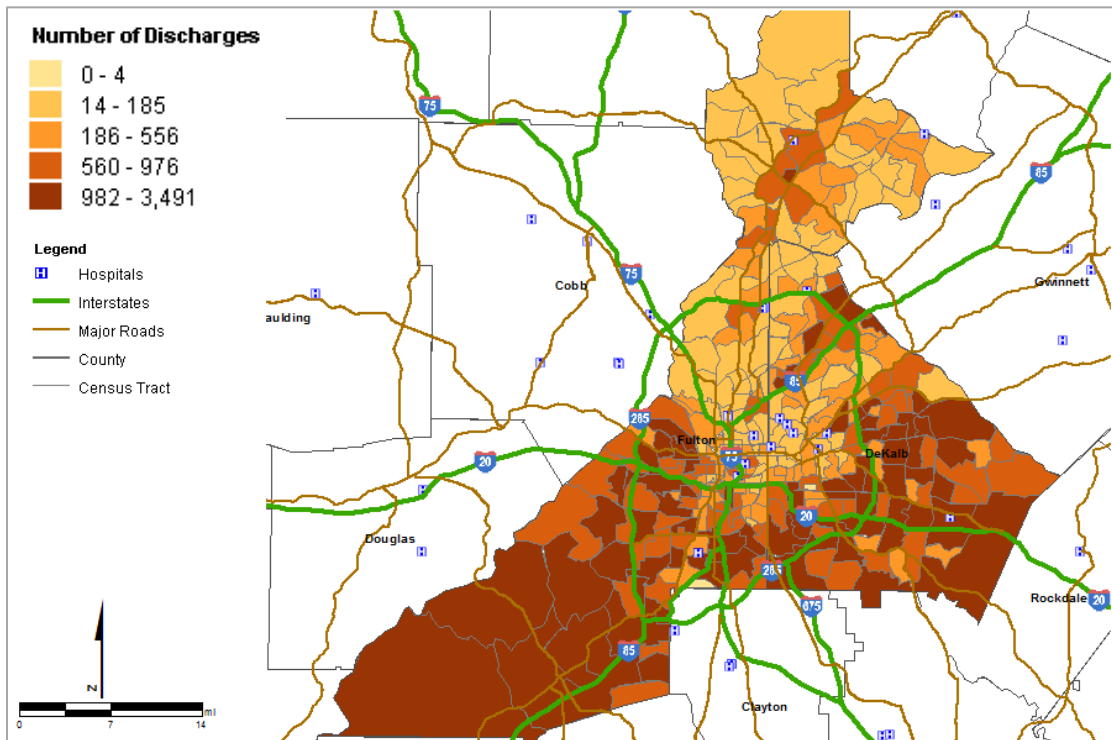 Number of Discharges
0 - 4
14 - 185
186 - 556
560 - 976
982 - 3,491
Legend
H Hospitals
Interstates
Major Roads
County
Census Tract
75
85
75
Cobb
Gwinnett
aulding
85
285
Fulton
20
75
DeKalb
20
Douglas
285
675
Rockdale
20
85
Clayton
N
0 7 14 mi